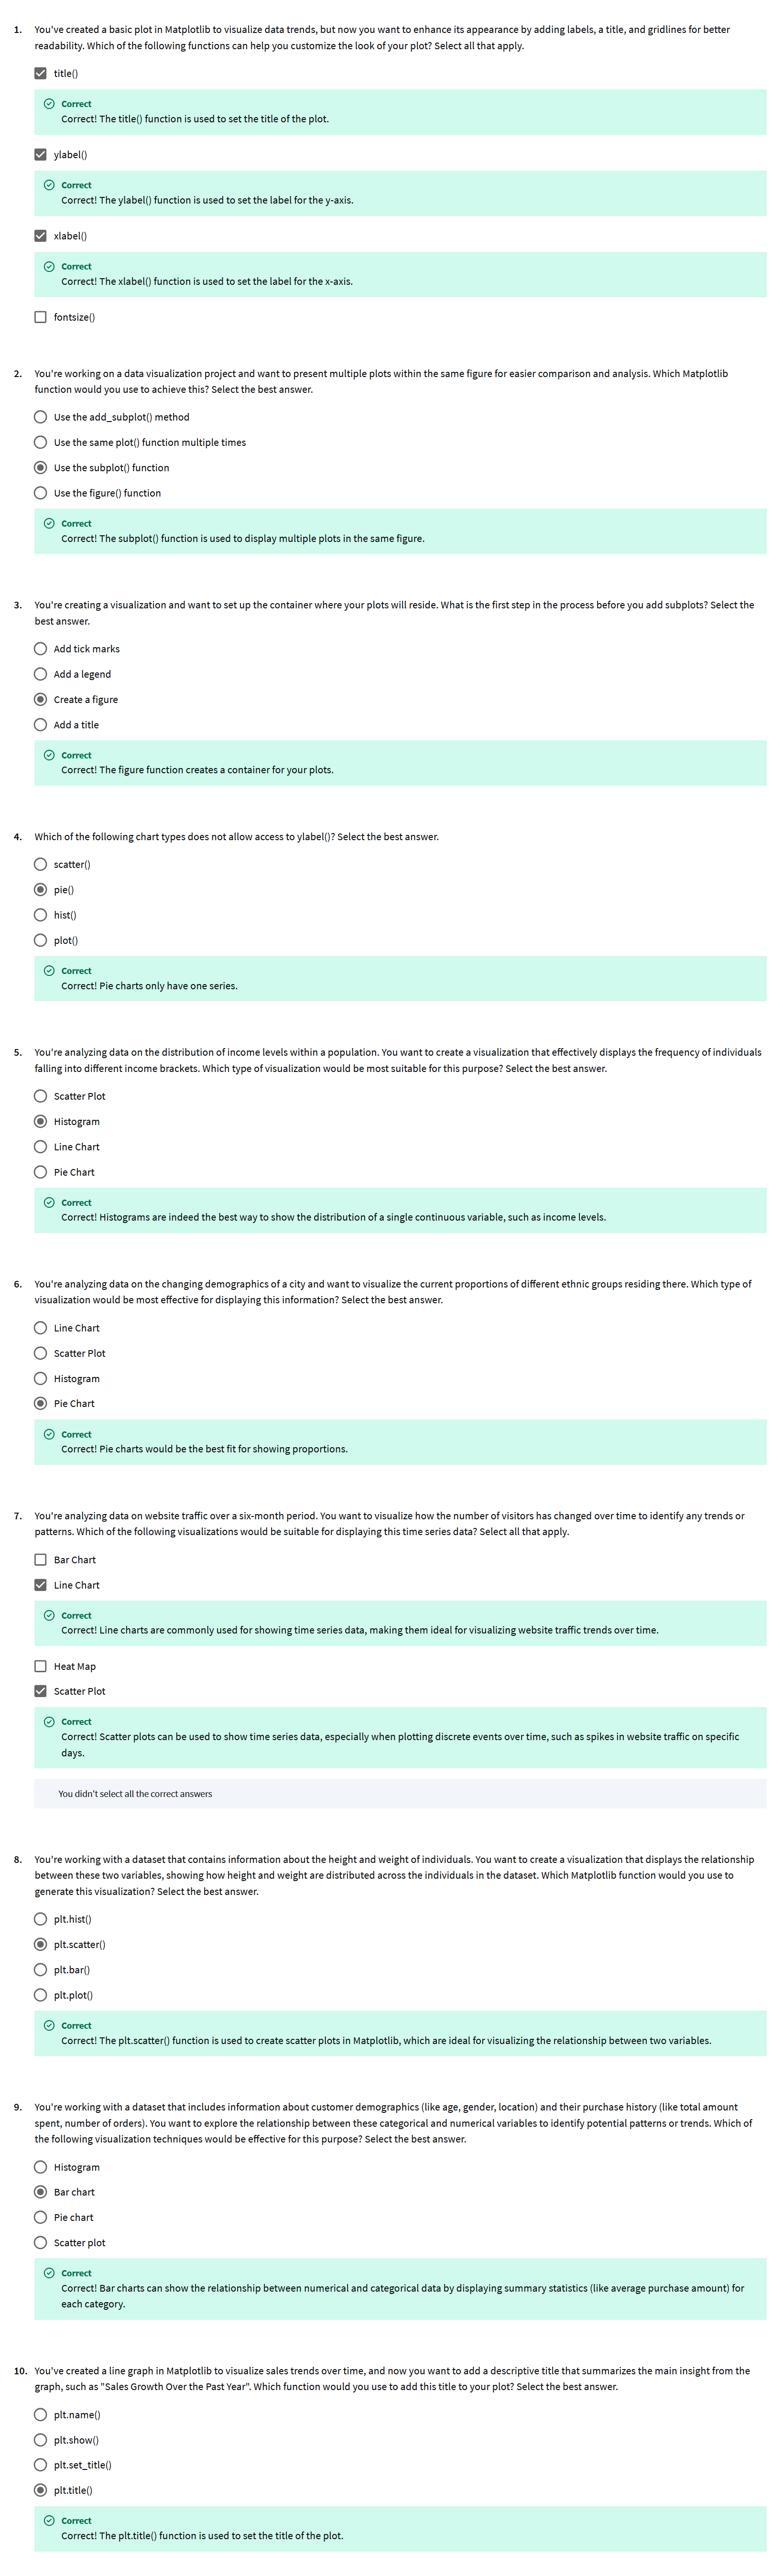 1. You've created a basic plot in Matplotlib to visualize data trends, but now you want to enhance its appearance by adding labels, a title, and gridlines for better
readability. Which of the following functions can help you customize the look of your plot? Select all that apply.
title()
Correct
Correct! The title() function is used to set the title of the plot.
ylabel()
Correct
Correct! The ylabel() function is used to set the label for the y-axis.
xlabel()
Correct
Correct! The xlabel() function is used to set the label for the x-axis.
fontsize()
2. You're working on a data visualization project and want to present multiple plots within the same figure for easier comparison and analysis. Which Matplotlib
function would you use to achieve this? Select the best answer.
Use the add_subplot() method
Use the same plot() function multiple times
Use the subplot() function
Use the figure() function
Correct
Correct! The subplot() function is used to display multiple plots in the same figure.
3. You're creating a visualization and want to set up the container where your plots will reside. What is the first step in the process before you add subplots? Select the
best answer.
Add tick marks
Add a legend
Create a figure
Add a title
Correct
Correct! The figure function creates a container for your plots.
4. Which of the following chart types does not allow access to ylabel()? Select the best answer.
scatter()
pie()
hist()
plot()
Correct
Correct! Pie charts only have one series.
5. You're analyzing data on the distribution of income levels within a population. You want to create a visualization that effectively displays the frequency of individuals
falling into different income brackets. Which type of visualization would be most suitable for this purpose? Select the best answer.
Scatter Plot
Histogram
Line Chart
Pie Chart
Correct
Correct! Histograms are indeed the best way to show the distribution of a single continuous variable, such as income levels.
6. You're analyzing data on the changing demographics of a city and want to visualize the current proportions of different ethnic groups residing there. Which type of
visualization would be most effective for displaying this information? Select the best answer.
Line Chart
Scatter Plot
Histogram
Pie Chart
Correct
Correct! Pie charts would be the best fit for showing proportions.
7. You're analyzing data on website traffic over a six-month period. You want to visualize how the number of visitors has changed over time to identify any trends or
patterns. Which of the following visualizations would be suitable for displaying this time series data? Select all that apply.
Bar Chart
Line Chart
Correct
Correct! Line charts are commonly used for showing time series data, making them ideal for visualizing website traffic trends over time.
Heat Map
Scatter Plot
Correct
Correct! Scatter plots can be used to show time series data, especially when plotting discrete events over time, such as spikes in website traffic on specific
days.
You didn't select all the correct answers
8. You're working with a dataset that contains information about the height and weight of individuals. You want to create a visualization that displays the relationship
between these two variables, showing how height and weight are distributed across the individuals in the dataset. Which Matplotlib function would you use to
generate this visualization? Select the best answer.
plt.hist()
plt.scatter()
plt.bar()
plt.plot()
Correct
Correct! The plt.scatter() function is used to create scatter plots in Matplotlib, which are ideal for visualizing the relationship between two variables.
9. You're working with a dataset that includes information about customer demographics (like age, gender, location) and their purchase history (like total amount
spent, number of orders). You want to explore the relationship between these categorical and numerical variables to identify potential patterns or trends. Which of
the following visualization techniques would be effective for this purpose? Select the best answer.
Histogram
Bar chart
Pie chart
Scatter plot
Correct
Correct! Bar charts can show the relationship between numerical and categorical data by displaying summary statistics (like average purchase amount) for
each category.
10. You've created a line graph in Matplotlib to visualize sales trends over time, and now you want to add a descriptive title that summarizes the main insight from the
graph, such as "Sales Growth Over the Past Year". Which function would you use to add this title to your plot? Select the best answer.
plt.name()
plt.show()
plt.set_title()
plt.title()
Correct
Correct! The plt.title() function is used to set the title of the plot.